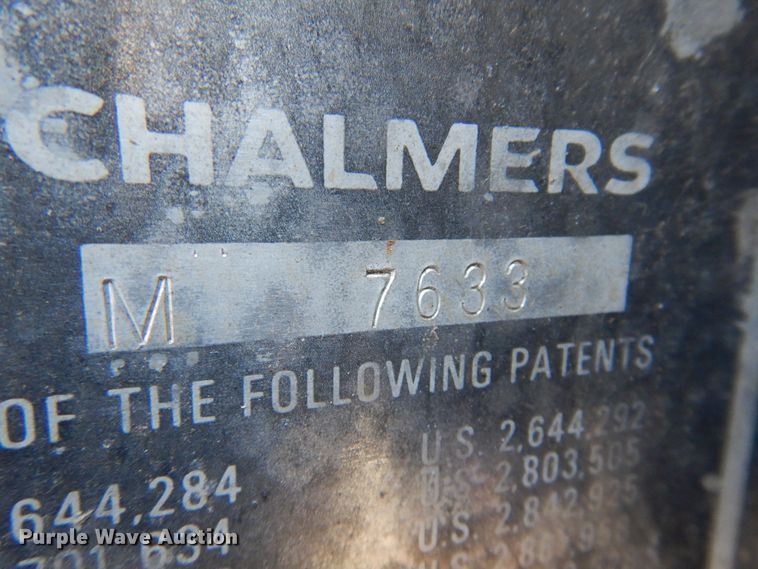 CHALMERS
M 7633
OF THE FOLLOWING PATENTS
U.S. 2,644,292
644,284 U.S. 2,803,505
U.S. 2,842,925
Purple Wave Auction